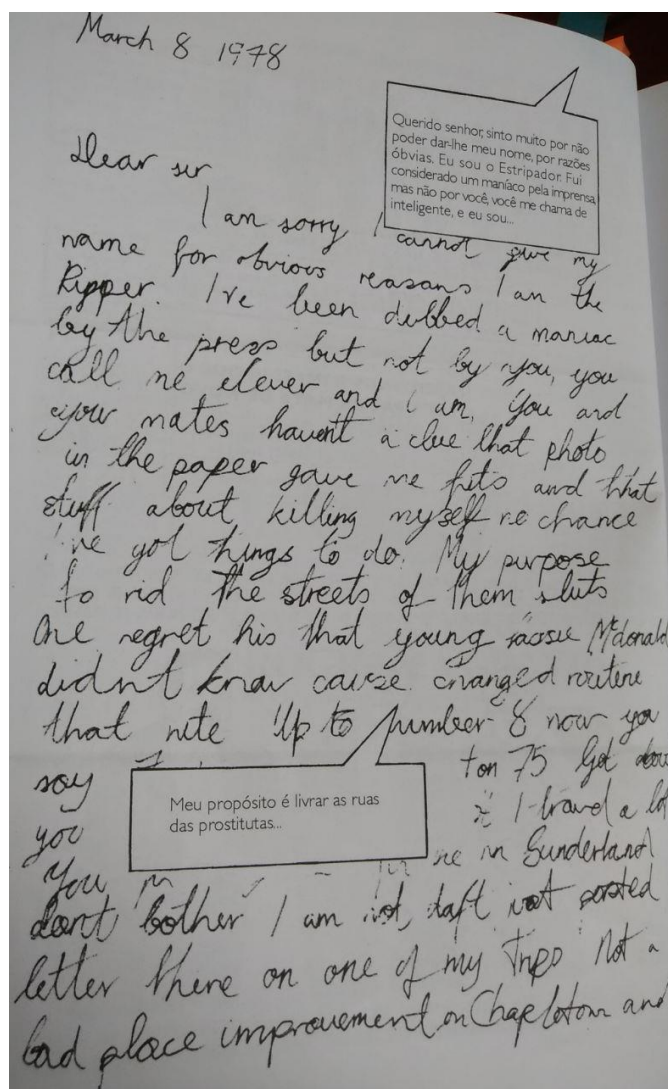 March 8 1978
Querido senhor, sinto muito por não
poder dar-lhe meu nome, por razões
óbvias. Eu sou o Estripador. Fui
considerado um maníaco pela imprensa,
mas não por você, você me chama de
inteligente, e eu sou...
Dear sir
I am sorry I cannot give my
name for obvious reasons I am the
Ripper. I've been dubbed a maniac
by the press but not by you, you
call me clever and I am. You and
your mates havent a clue that photo
in the paper gave me fits and that
stuff about killing myself no chance
I've got things to do. My purpose
to rid the streets of them sluts
One regret his that young lassie McDonald
didnt know cause changed routine
that nite Up to number 8 now you
say ton 75 Get
Meu propósito é livrar as ruas
das prostitutas...
you I travel a lot
You me in Sunderland
dont bother I am not daft posted
letter there on one of my trips Not a
bad place improvement on Chapeltown and